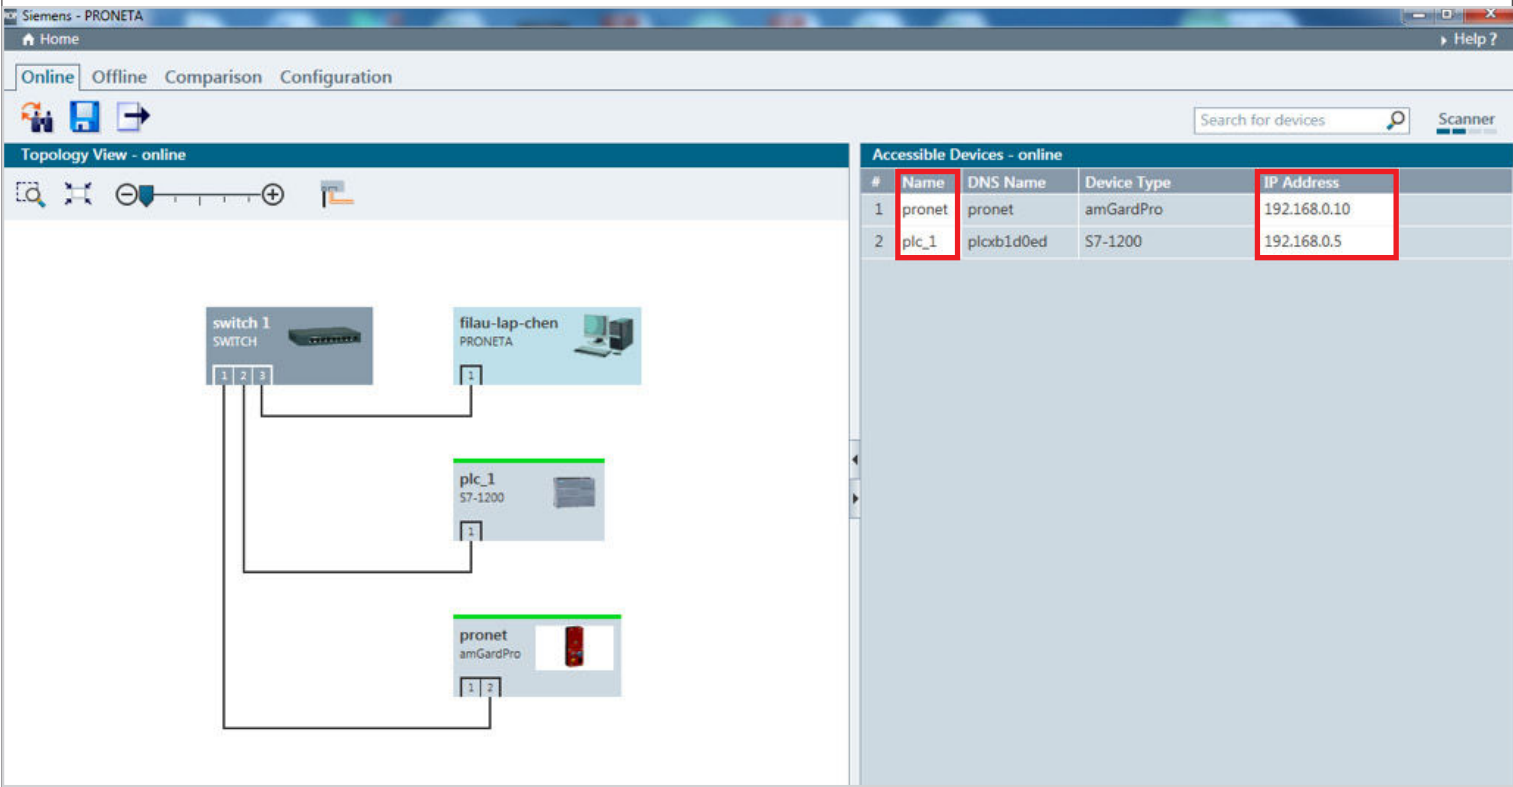 Siemens - PRONETA
Home
Help ?
Online Offline Comparison Configuration
Search for devices
Scanner
Topology View - online
Accessible Devices - online
# Name DNS Name Device Type IP Address
1 pronet pronet amGardPro 192.168.0.10
2 plc_1 plcxb1d0ed S7-1200 192.168.0.5
switch 1
SWITCH
1 2 3
filau-lap-chen
PRONETA
1
plc_1
S7-1200
1
pronet
amGardPro
1 2